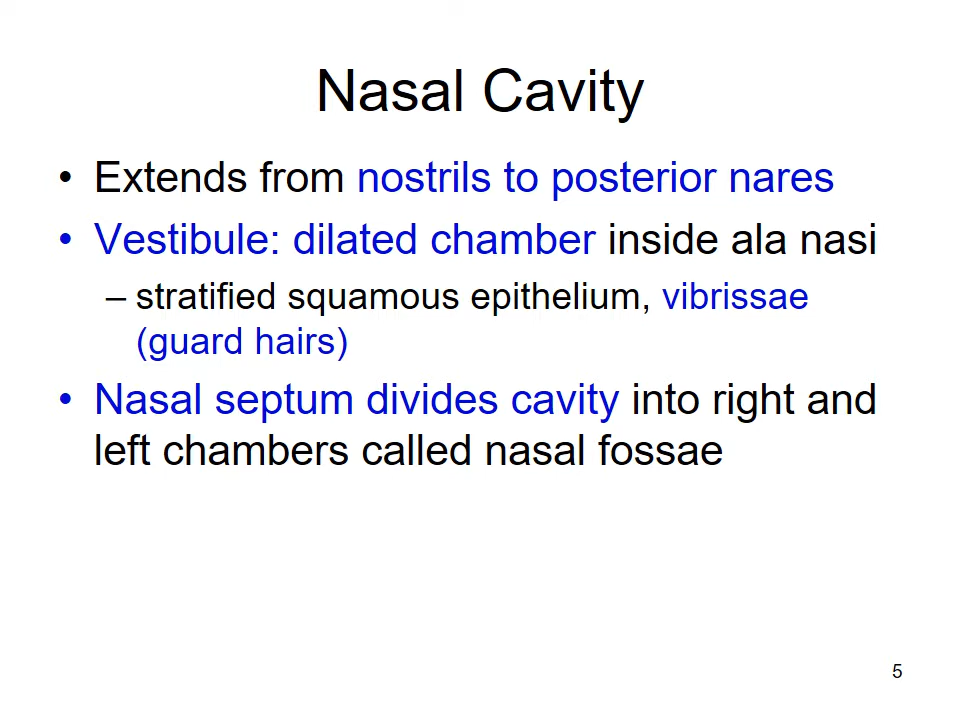 Nasal Cavity
• Extends from nostrils to posterior nares
• Vestibule: dilated chamber inside ala nasi
– stratified squamous epithelium, vibrissae
(guard hairs)
• Nasal septum divides cavity into right and
left chambers called nasal fossae
5